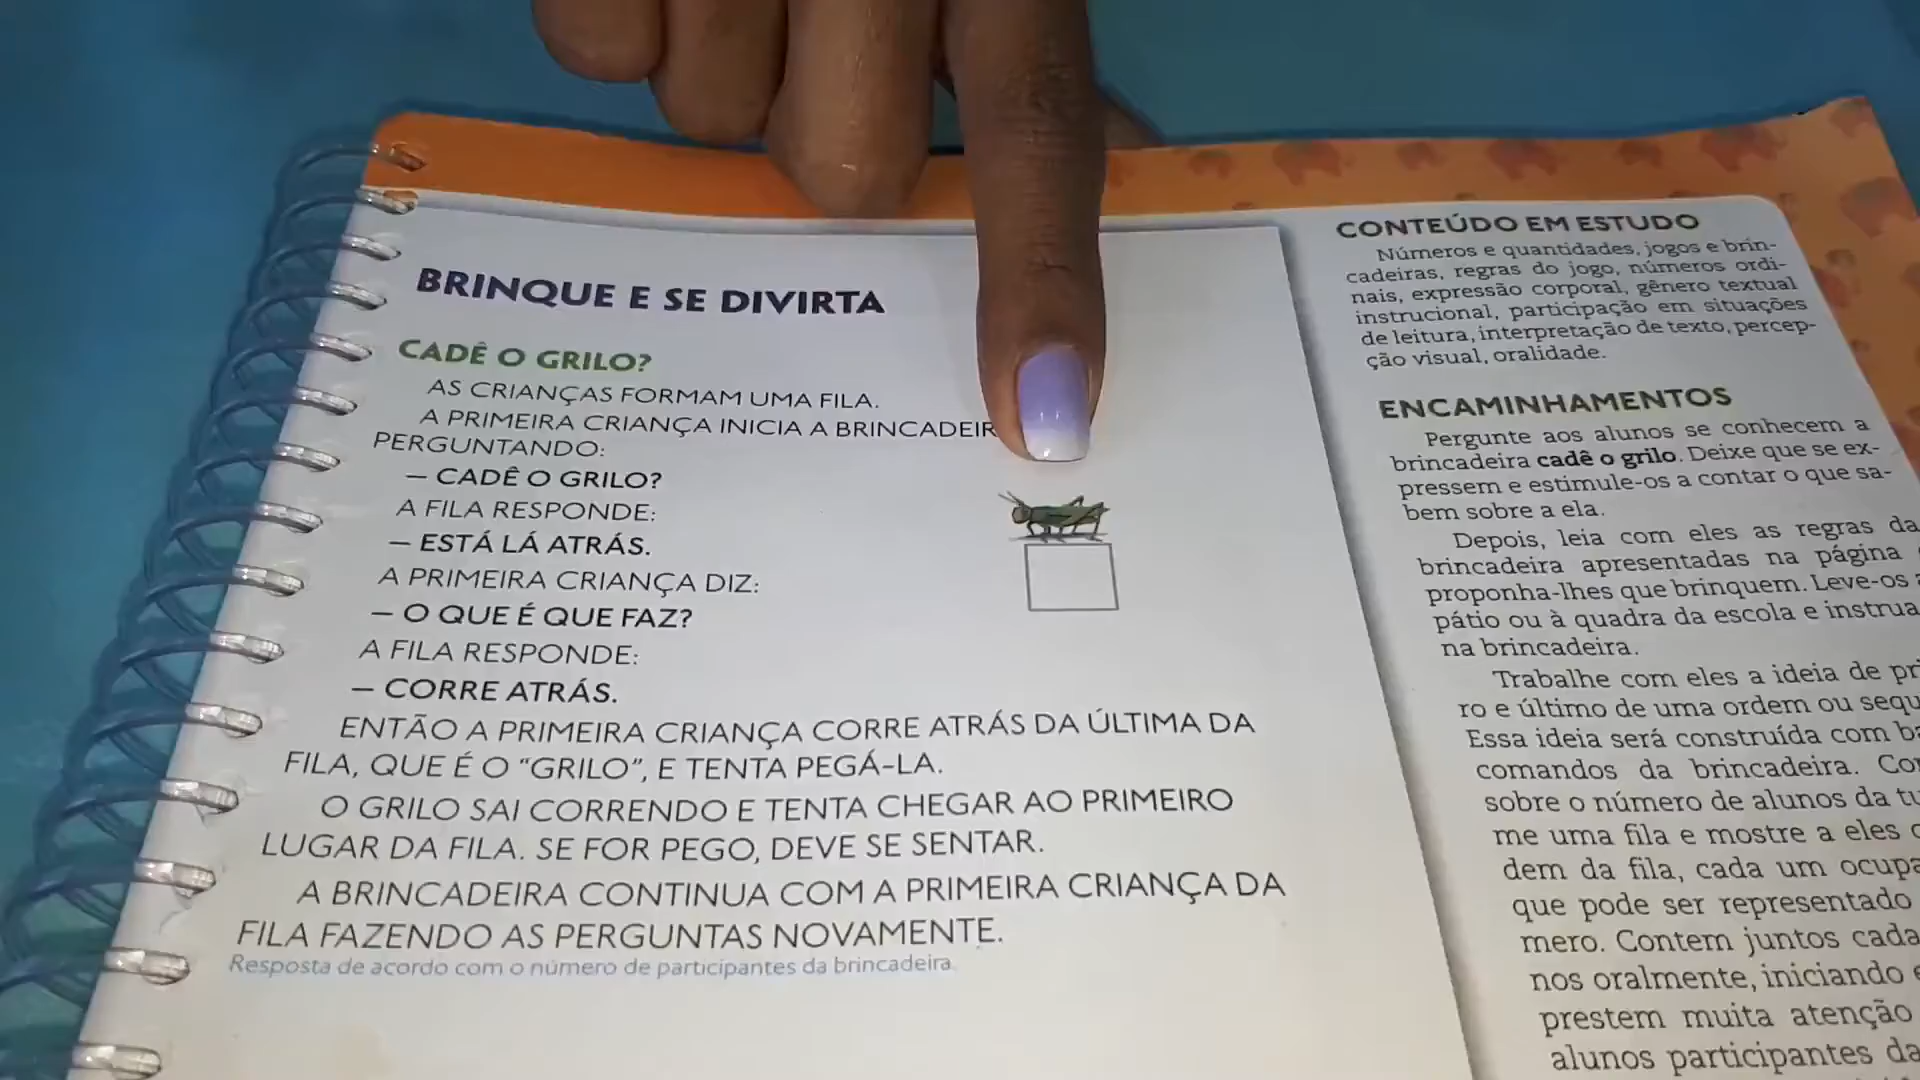 BRINQUE E SE DIVIRTA
CADÊ O GRILO?
AS CRIANÇAS FORMAM UMA FILA.
A PRIMEIRA CRIANÇA INICIA A
PERGUNTANDO:
— CADÊ O GRILO?
A FILA RESPONDE:
— ESTÁ LÁ ATRÁS.
A PRIMEIRA CRIANÇA DIZ:
— O QUE É QUE FAZ?
A FILA RESPONDE:
— CORRE ATRÁS.
ENTÃO A PRIMEIRA CRIANÇA CORRE ATRÁS DA ÚLTIMA DA
FILA, QUE É O “GRILO”, E TENTA PEGÁ-LA.
O GRILO SAI CORRENDO E TENTA CHEGAR AO PRIMEIRO
LUGAR DA FILA. SE FOR PEGO, DEVE SE SENTAR.
A BRINCADEIRA CONTINUA COM A PRIMEIRA CRIANÇA DA
FILA FAZENDO AS PERGUNTAS NOVAMENTE.
Resposta de acordo com o número de participantes da brincadeira.
CONTEÚDO EM ESTUDO
Números e quantidades, jogos e brin-
cadeiras, regras do jogo, números ordi-
nais, expressão corporal, gênero textual
instrucional, participação em situações
de leitura, interpretação de texto, percep-
ção visual, oralidade.
ENCAMINHAMENTOS
Pergunte aos alunos se conhecem a
brincadeira cadê o grilo. Deixe que se ex-
pressem e estimule-os a contar o que sa-
bem sobre a ela.
Depois, leia com eles as regras da
brincadeira apresentadas na página
proponha-lhes que brinquem. Leve-os
pátio ou à quadra da escola e instrua
na brincadeira.
Trabalhe com eles a ideia de
ro e último de uma ordem ou
Essa ideia será construída com
comandos da brincadeira.
sobre o número de alunos da
me uma fila e mostre a eles
dem da fila, cada um
que pode ser representado
mero. Contem juntos cada
nos oralmente, iniciando
prestem muita atenção
alunos participantes da